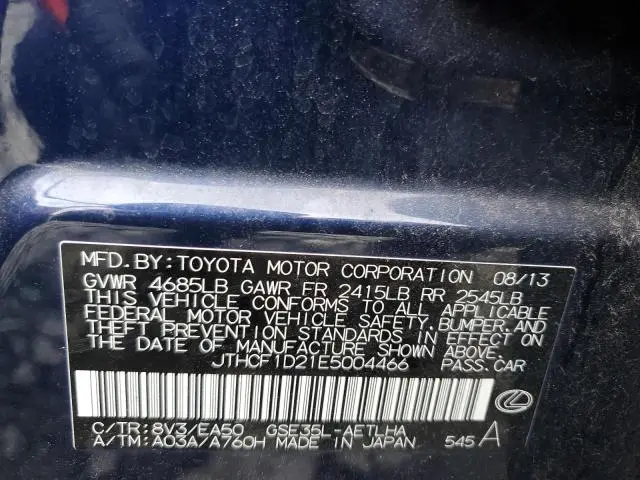 MFD.BY:TOYOTA MOTOR CORPORATION 08/13
GVWR 4685LB GAWR FR 2415LB RR 2545LB
THIS VEHICLE CONFORMS TO ALL APPLICABLE
FEDERAL MOTOR VEHICLE SAFETY, BUMPER, AND
THEFT PREVENTION STANDARDS IN EFFECT ON
THE DATE OF MANUFACTURE SHOWN ABOVE.
JTHCF1D21E5004466 PASS.CAR
C/TR:8V3/EA50 GSE35L-AETLHA
A/TM:A03A/A760H MADE IN JAPAN 545 A